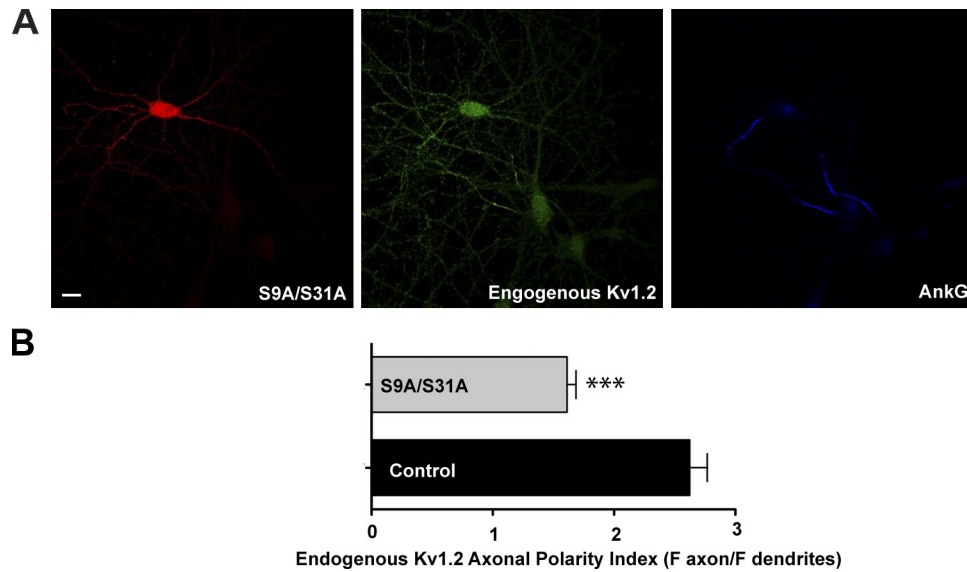 A
S9A/S31A
Engogenous Kv1.2
AnkG
B
S9A/S31A
***
Control
0 1 2 3
Endogenous Kv1.2 Axonal Polarity Index (F axon/F dendrites)